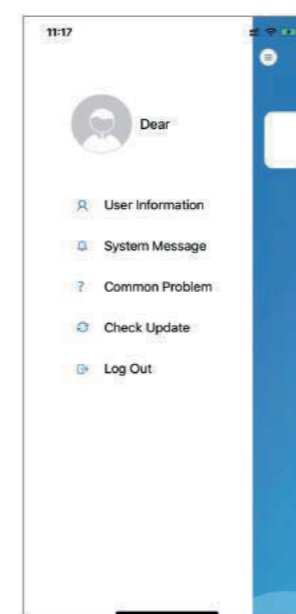 11:17
Dear
User Information
System Message
? Common Problem
Check Update
Log Out